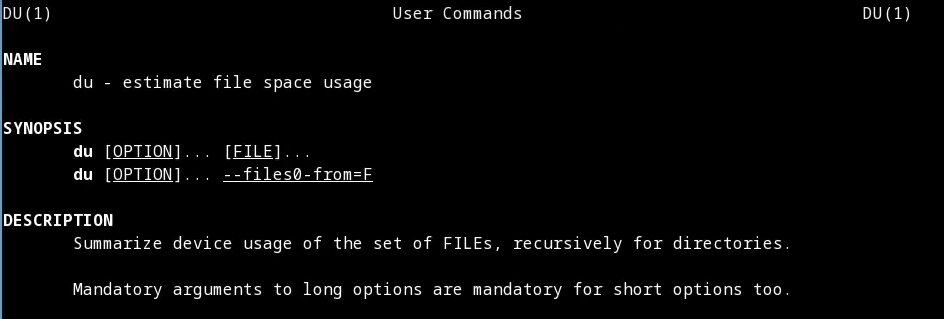 DU(1) User Commands DU(1)
NAME
du - estimate file space usage
SYNOPSIS
du [OPTION]... [FILE]...
du [OPTION]... --files0-from=F
DESCRIPTION
Summarize device usage of the set of FILEs, recursively for directories.
Mandatory arguments to long options are mandatory for short options too.